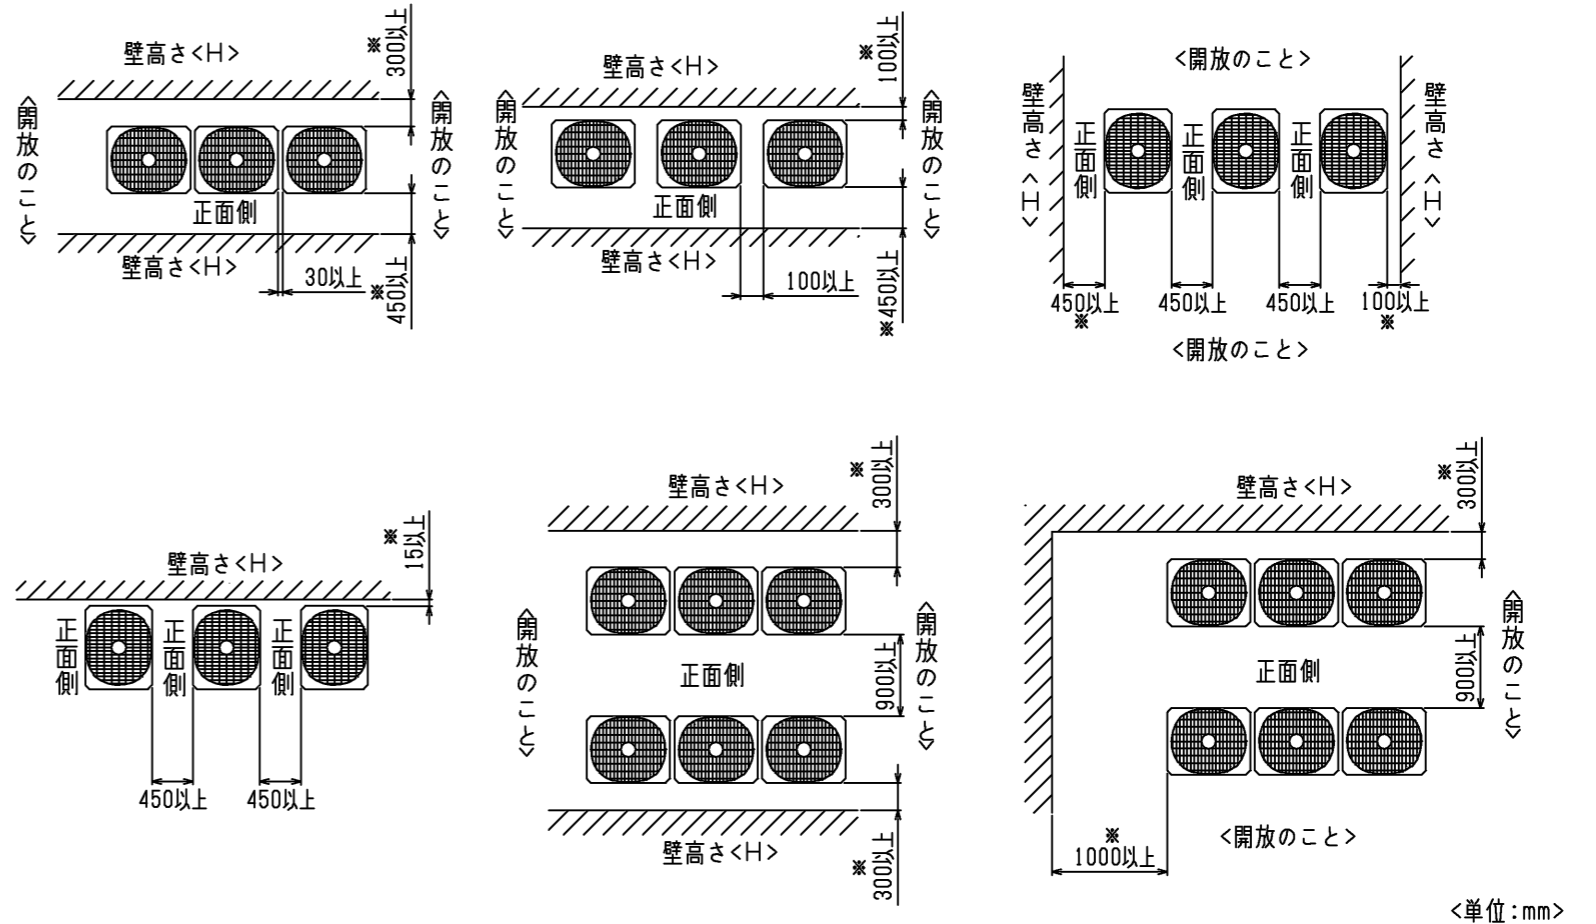 壁高さ<H>
※
300以上
<開放のこと>
<開放のこと>
正面側
壁高さ<H>
30以上
※
450以上
壁高さ<H>
※
100以上
<開放のこと>
<開放のこと>
正面側
壁高さ<H>
100以上
※450以上
<開放のこと>
壁高さ<H>
正面側
正面側
正面側
壁高さ<H>
450以上
※
450以上
450以上
100以上
※
<開放のこと>
壁高さ<H>
※
15以上
正面側
正面側
正面側
450以上
450以上
壁高さ<H>
※
300以上
<開放のこと>
正面側
900以上
<開放のこと>
壁高さ<H>
※
300以上
壁高さ<H>
※
300以上
正面側
900以上
<開放のこと>
※
1000以上
<開放のこと>
<単位:mm>